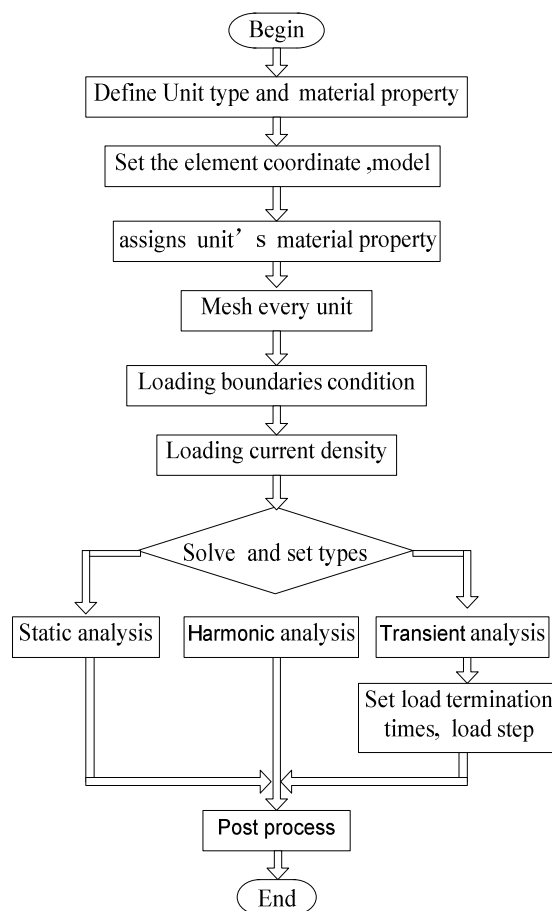 Begin
Define Unit type and material property
Set the element coordinate ,model
assigns unit’s material property
Mesh every unit
Loading boundaries condition
Loading current density
Solve and set types
Static analysis
Harmonic analysis
Transient analysis
Set load termination
times, load step
Post process
End